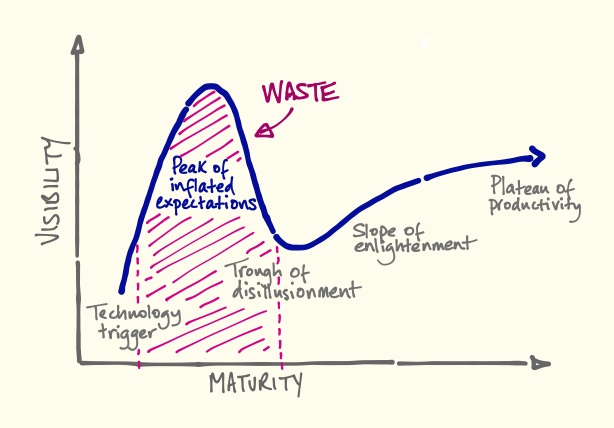 WASTE
Peak of
inflated
expectations
VISIBILITY
Technology
trigger
Trough of
disillusionment
Slope of
enlightenment
Plateau of
productivity
MATURITY